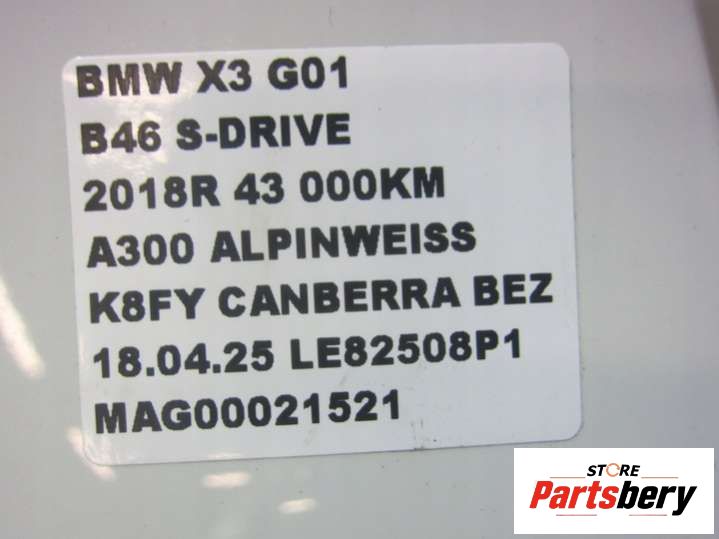 BMW X3 G01
B46 S-DRIVE
2018R 43 000KM
A300 ALPINWEISS
K8FY CANBERRA BEZ
18.04.25 LE82508P1
MAG00021521
STORE
Partsbery